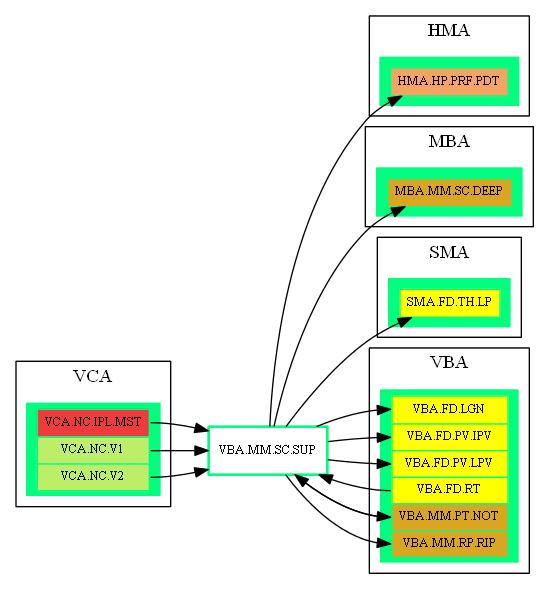 HMA
HMA.HP.PRF.PDT
MBA
MBA.MM.SC.DEEP
SMA
SMA.FD.TH.LP
VCA
VCA.NC.IPL.MST
VCA.NC.V1
VCA.NC.V2
VBA.MM.SC.SUP
VBA
VBA.FD.LGN
VBA.FD.PV.IPV
VBA.FD.PV.LPV
VBA.FD.RT
VBA.MM.PT.NOT
VBA.MM.RP.RIP